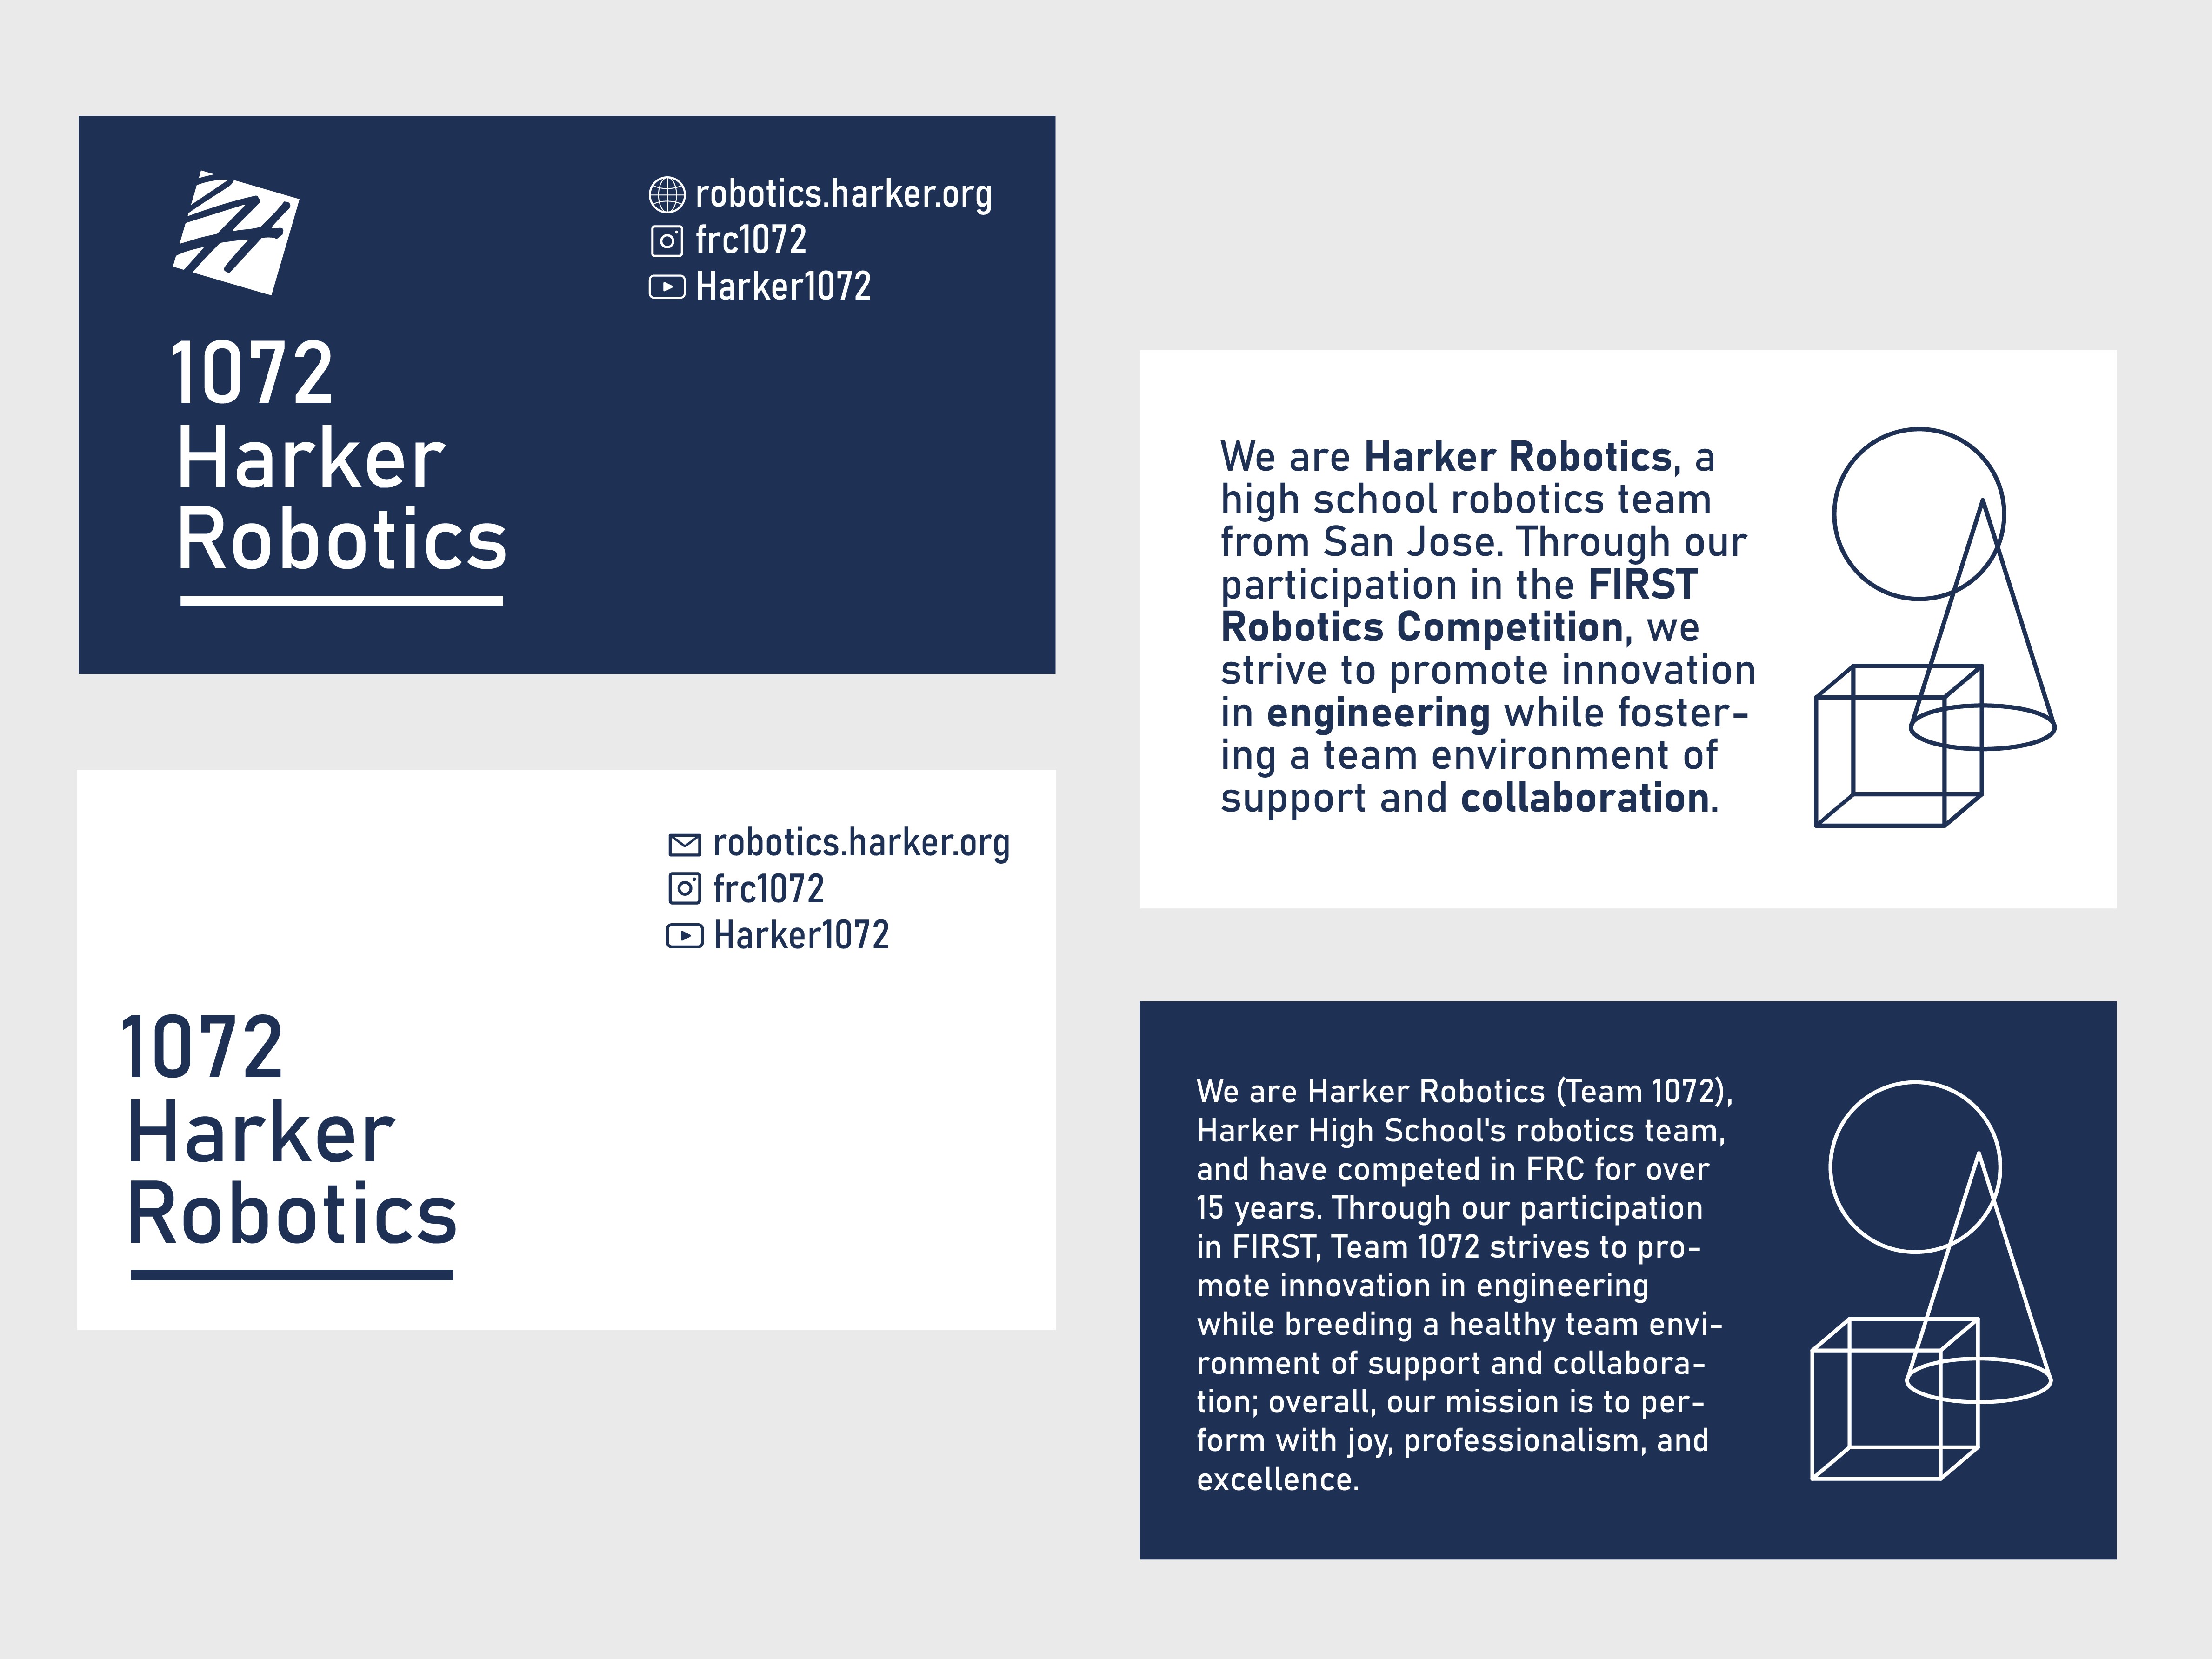 robotics.harker.org
frc1072
Harker1072
1072
Harker
Robotics
robotics.harker.org
frc1072
Harker1072
1072
Harker
Robotics
We are Harker Robotics, a
high school robotics team
from San Jose. Through our
participation in the FIRST
Robotics Competition, we
strive to promote innovation
in engineering while foster-
ing a team environment of
support and collaboration.
We are Harker Robotics (Team 1072),
Harker High School's robotics team,
and have competed in FRC for over
15 years. Through our participation
in FIRST, Team 1072 strives to pro-
mote innovation in engineering
while breeding a healthy team envi-
ronment of support and collabora-
tion; overall, our mission is to per-
form with joy, professionalism, and
excellence.